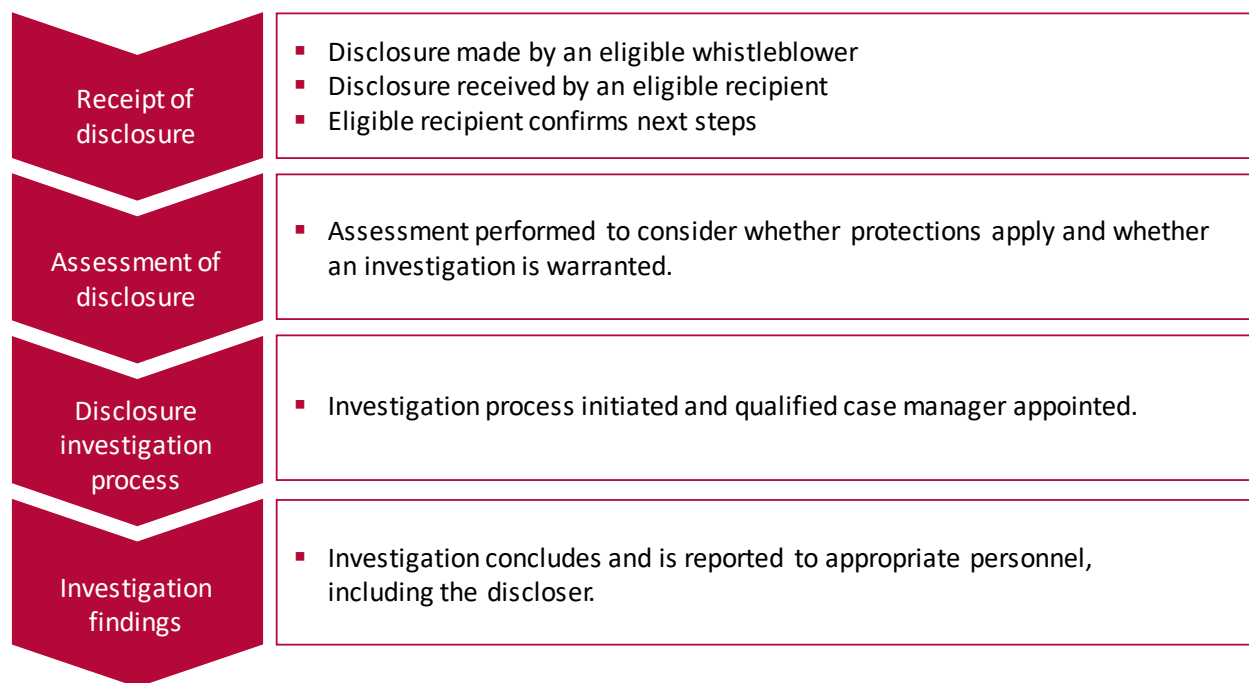 Receipt of
disclosure
▪ Disclosure made by an eligible whistleblower
▪ Disclosure received by an eligible recipient
▪ Eligible recipient confirms next steps
Assessment of
disclosure
▪ Assessment performed to consider whether protections apply and whether
an investigation is warranted.
Disclosure
investigation
process
▪ Investigation process initiated and qualified case manager appointed.
Investigation
findings
▪ Investigation concludes and is reported to appropriate personnel,
including the discloser.